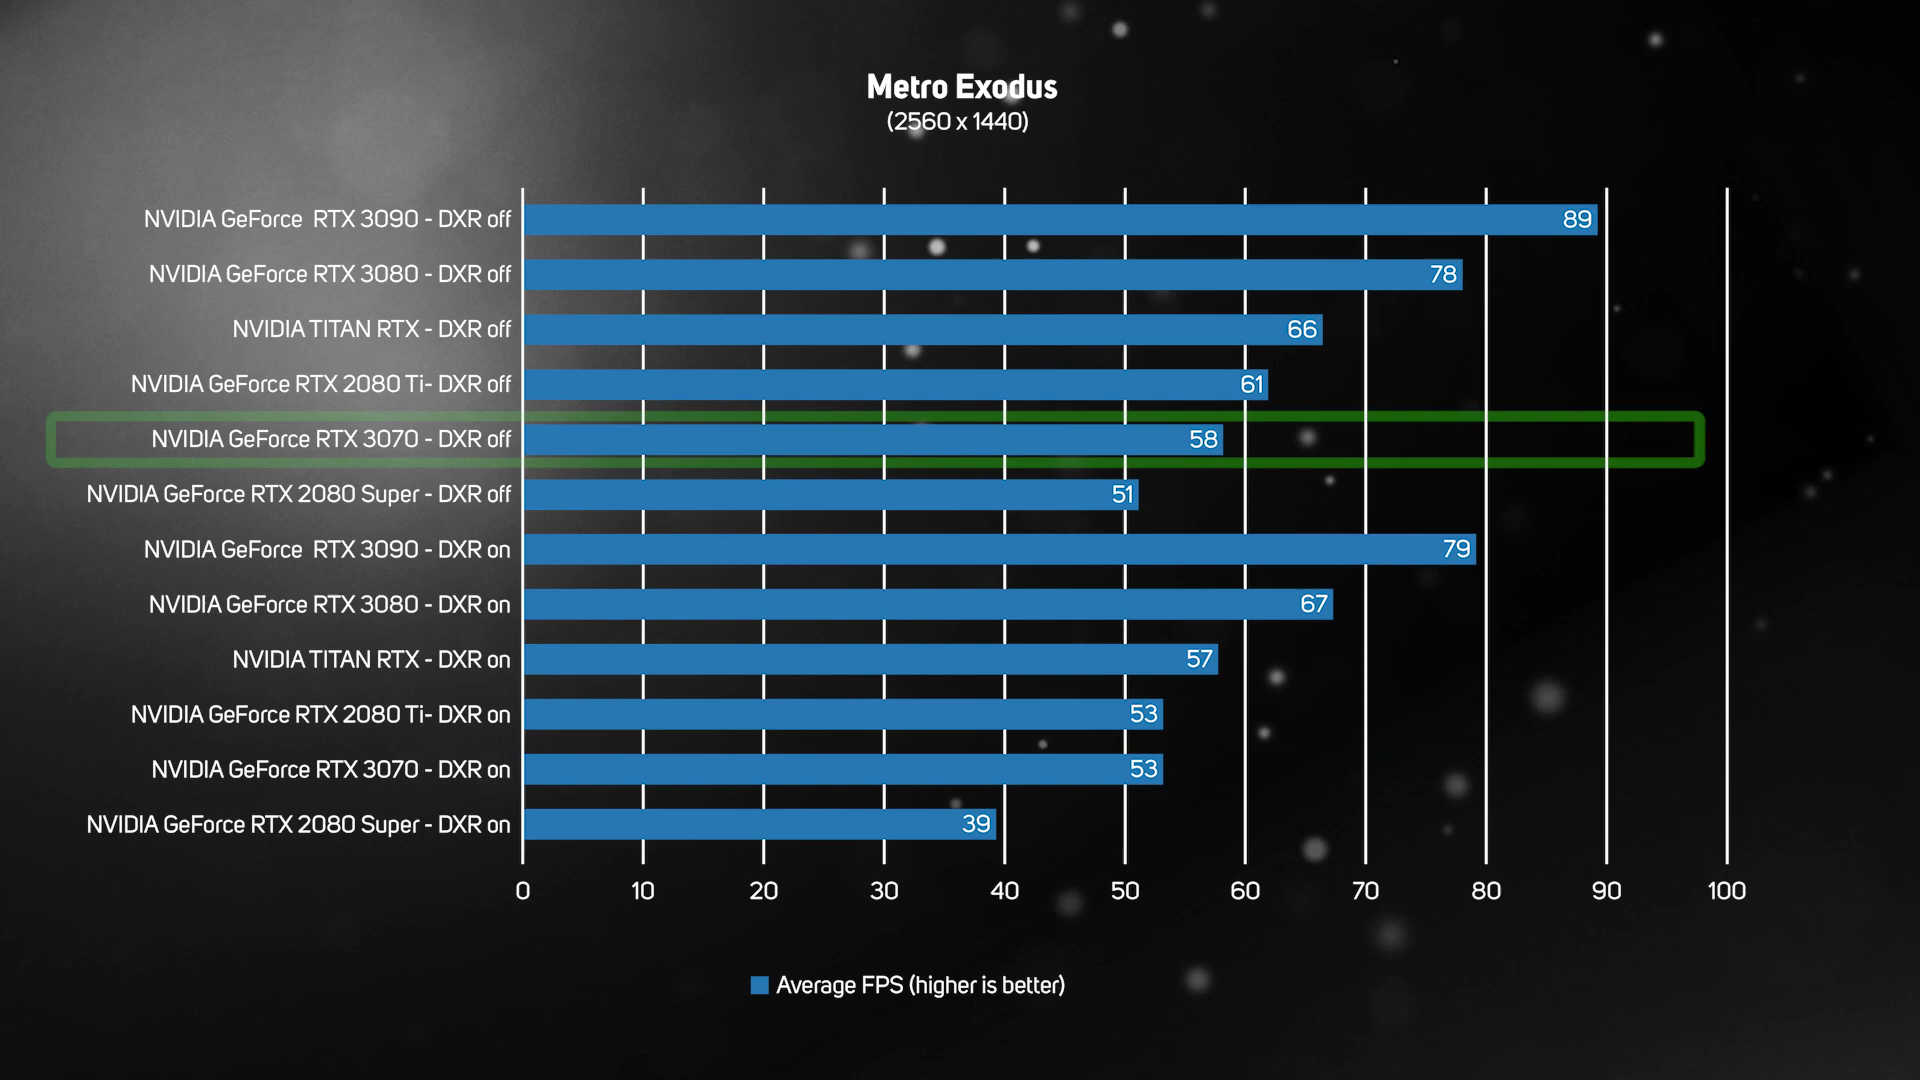 Metro Exodus
(2560 x 1440)
NVIDIA GeForce  RTX 3090 - DXR off 89
NVIDIA GeForce RTX 3080 - DXR off 78
NVIDIA TITAN RTX - DXR off 66
NVIDIA GeForce RTX 2080 Ti- DXR off 61
NVIDIA GeForce RTX 3070 - DXR off 58
NVIDIA GeForce RTX 2080 Super - DXR off 51
NVIDIA GeForce  RTX 3090 - DXR on 79
NVIDIA GeForce RTX 3080 - DXR on 67
NVIDIA TITAN RTX - DXR on 57
NVIDIA GeForce RTX 2080 Ti- DXR on 53
NVIDIA GeForce RTX 3070 - DXR on 53
NVIDIA GeForce RTX 2080 Super - DXR on 39
0 10 20 30 40 50 60 70 80 90 100
Average FPS (higher is better)